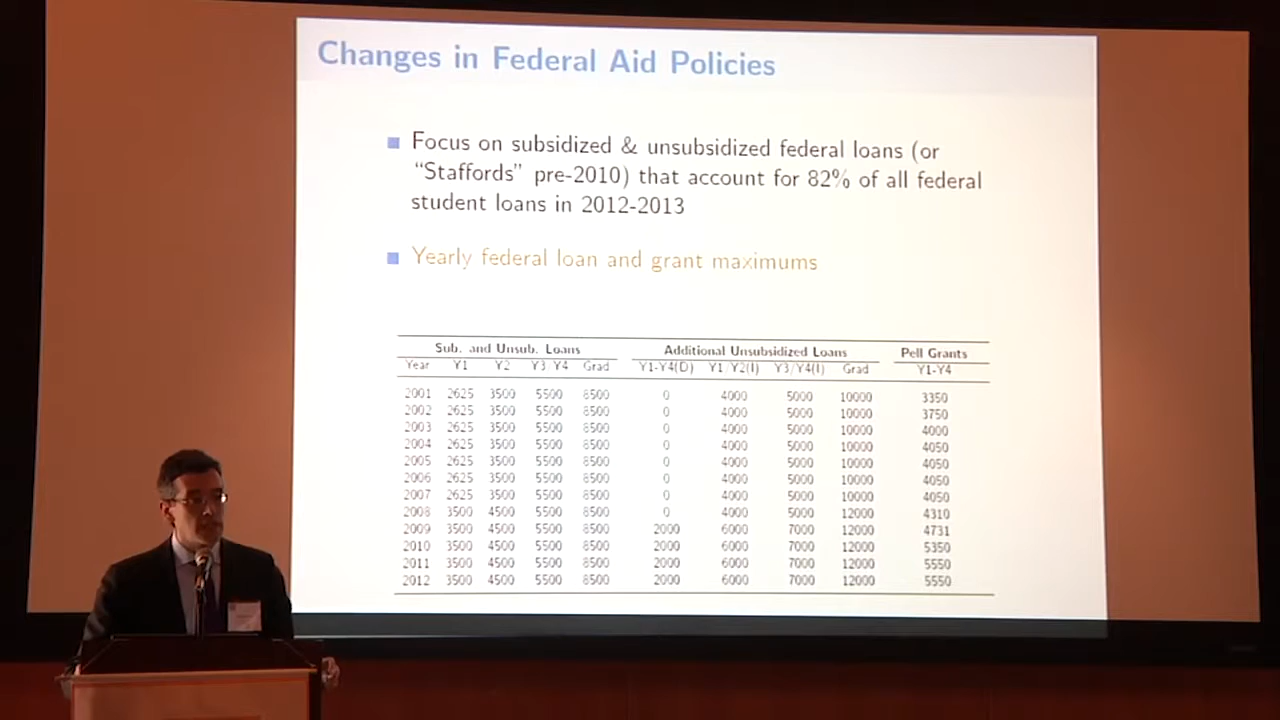 Changes in Federal Aid Policies
Focus on subsidized & unsubsidized federal loans (or
“Staffords” pre-2010) that account for 82% of all federal
student loans in 2012-2013
Yearly federal loan and grant maximums
Sub. and Unsub. Loans Additional Unsubsidized Loans Pell Grants
Year Y1 Y2 Y3 Y4 Grad Y1-Y4(D) Y1/Y2(I) Y3/Y4(I) Grad Y1-Y4
2001 2625 3500 5500 8500 0 4000 5000 10000 3350
2002 2625 3500 5500 8500 0 4000 5000 10000 3750
2003 2625 3500 5500 8500 0 4000 5000 10000 4000
2004 2625 3500 5500 8500 0 4000 5000 10000 4050
2005 2625 3500 5500 8500 0 4000 5000 10000 4050
2006 2625 3500 5500 8500 0 4000 5000 10000 4050
2007 2625 3500 5500 8500 0 4000 5000 10000 4050
2008 3500 4500 5500 8500 0 4000 5000 12000 4310
2009 3500 4500 5500 8500 2000 6000 7000 12000 4731
2010 3500 4500 5500 8500 2000 6000 7000 12000 5350
2011 3500 4500 5500 8500 2000 6000 7000 12000 5550
2012 3500 4500 5500 8500 2000 6000 7000 12000 5550